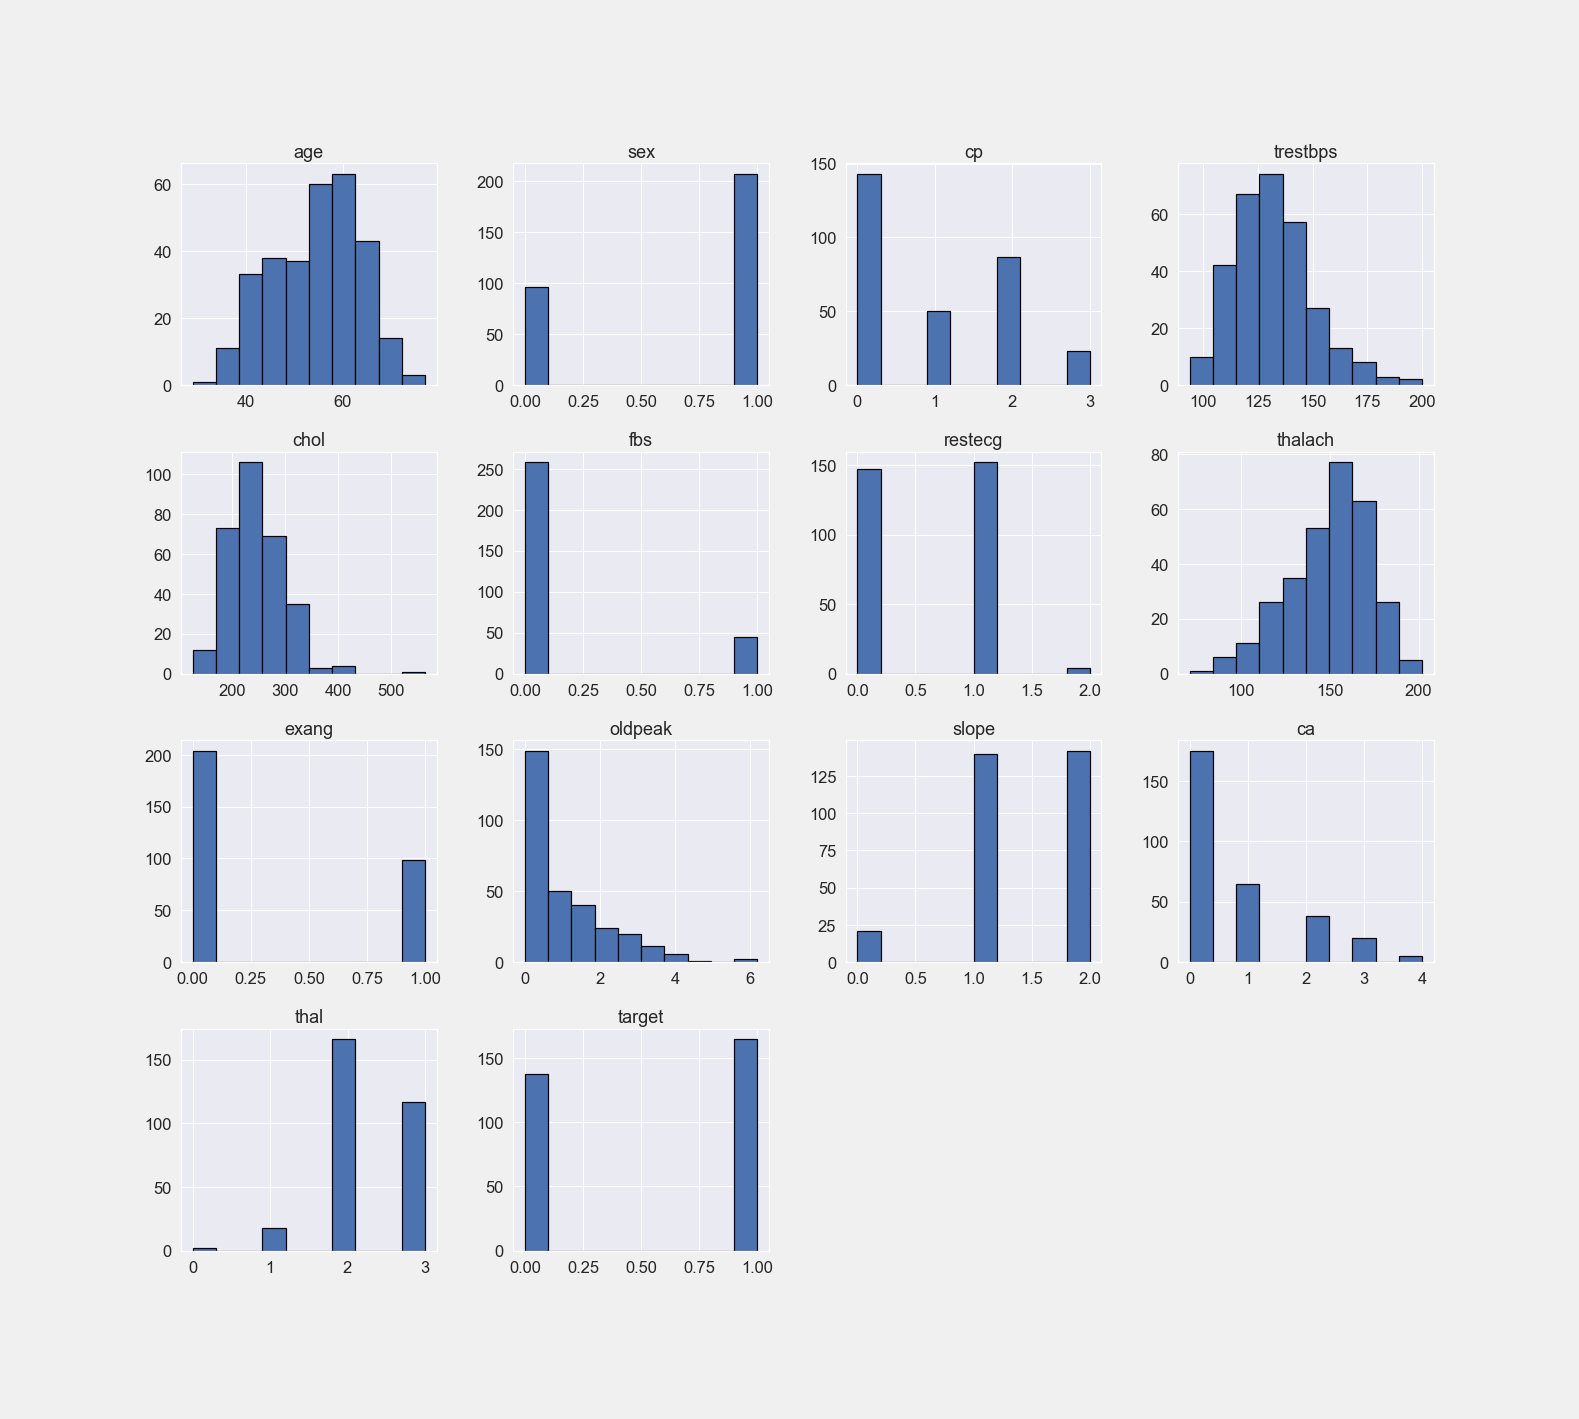 age sex cp trestbps
60 40 20 0
40 60
200 150 100 50 0
0.00 0.25 0.50 0.75 1.00
150 100 50 0
0 1 2 3
60 40 20 0
100 125 150 175 200
chol fbs restecg thalach
100 80 60 40 20 0
200 300 400 500
250 200 150 100 50 0
0.00 0.25 0.50 0.75 1.00
150 100 50 0
0.0 0.5 1.0 1.5 2.0
80 60 40 20 0
100 150 200
exang oldpeak slope ca
200 150 100 50 0
0.00 0.25 0.50 0.75 1.00
150 100 50 0
0 2 4 6
125 100 75 50 25 0
0.0 0.5 1.0 1.5 2.0
150 100 50 0
0 1 2 3 4
thal target
150 100 50 0
0 1 2 3
150 100 50 0
0.00 0.25 0.50 0.75 1.00